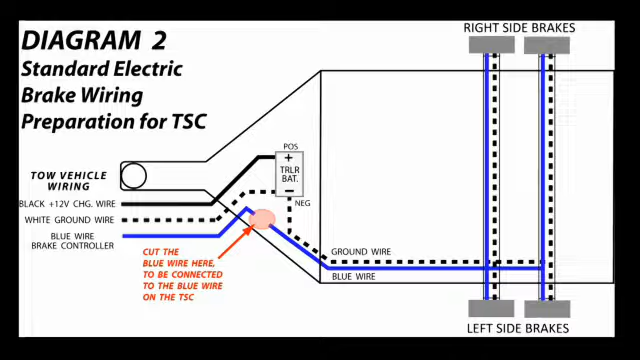 DIAGRAM 2
Standard Electric
Brake Wiring
Preparation for TSC
RIGHT SIDE BRAKES
POS
+
TRLR
BAT.
−
NEG
TOW VEHICLE
WIRING
BLACK +12V CHG. WIRE
WHITE GROUND WIRE
BLUE WIRE
BRAKE CONTROLLER
CUT THE
BLUE WIRE HERE,
TO BE CONNECTED
TO THE BLUE WIRE
ON THE TSC
GROUND WIRE
BLUE WIRE
LEFT SIDE BRAKES